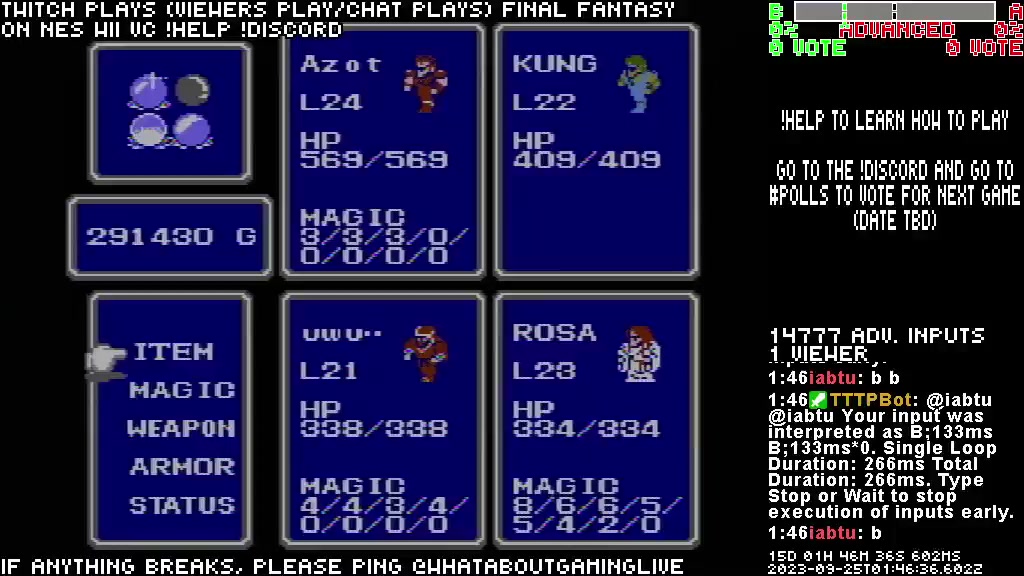 TWITCH PLAYS (VIEWERS PLAY/CHAT PLAYS) FINAL FANTASY
ON NES WII VC !HELP !DISCORD
B A
0% ADVANCED 0%
0 VOTE 0 VOTE
Azot
L24
HP
569/569
MAGIC
3/3/3/0/
0/0/0/0
KUNG
L22
HP
409/409
291430 G
ITEM
MAGIC
WEAPON
ARMOR
STATUS
uwu··
L21
HP
338/338
MAGIC
4/4/3/4/
0/0/0/0
ROSA
L23
HP
334/334
MAGIC
8/6/6/5/
5/4/2/0
!HELP TO LEARN HOW TO PLAY
GO TO THE !DISCORD AND GO TO
#POLLS TO VOTE FOR NEXT GAME
(DATE TBD)
14777 ADV. INPUTS
1 VIEWER
1:46 iabtu: b b
1:46 TTTPBot: @iabtu
@iabtu Your input was
interpreted as B;133ms
B;133ms*0. Single Loop
Duration: 266ms Total
Duration: 266ms. Type
Stop or Wait to stop
execution of inputs early.
1:46 iabtu: b
15D 01H 46M 36S 602MS
2023-09-25T01:46:36.602Z
IF ANYTHING BREAKS, PLEASE PING @WHATABOUTGAMINGLIVE